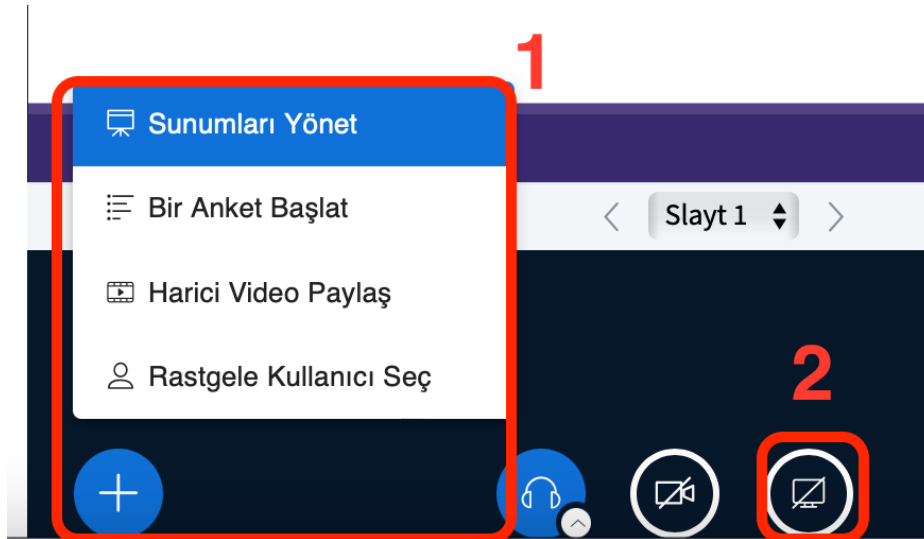 1
Sunumları Yönet
Bir Anket Başlat
Slayt 1
Harici Video Paylaş
Rastgele Kullanıcı Seç
2